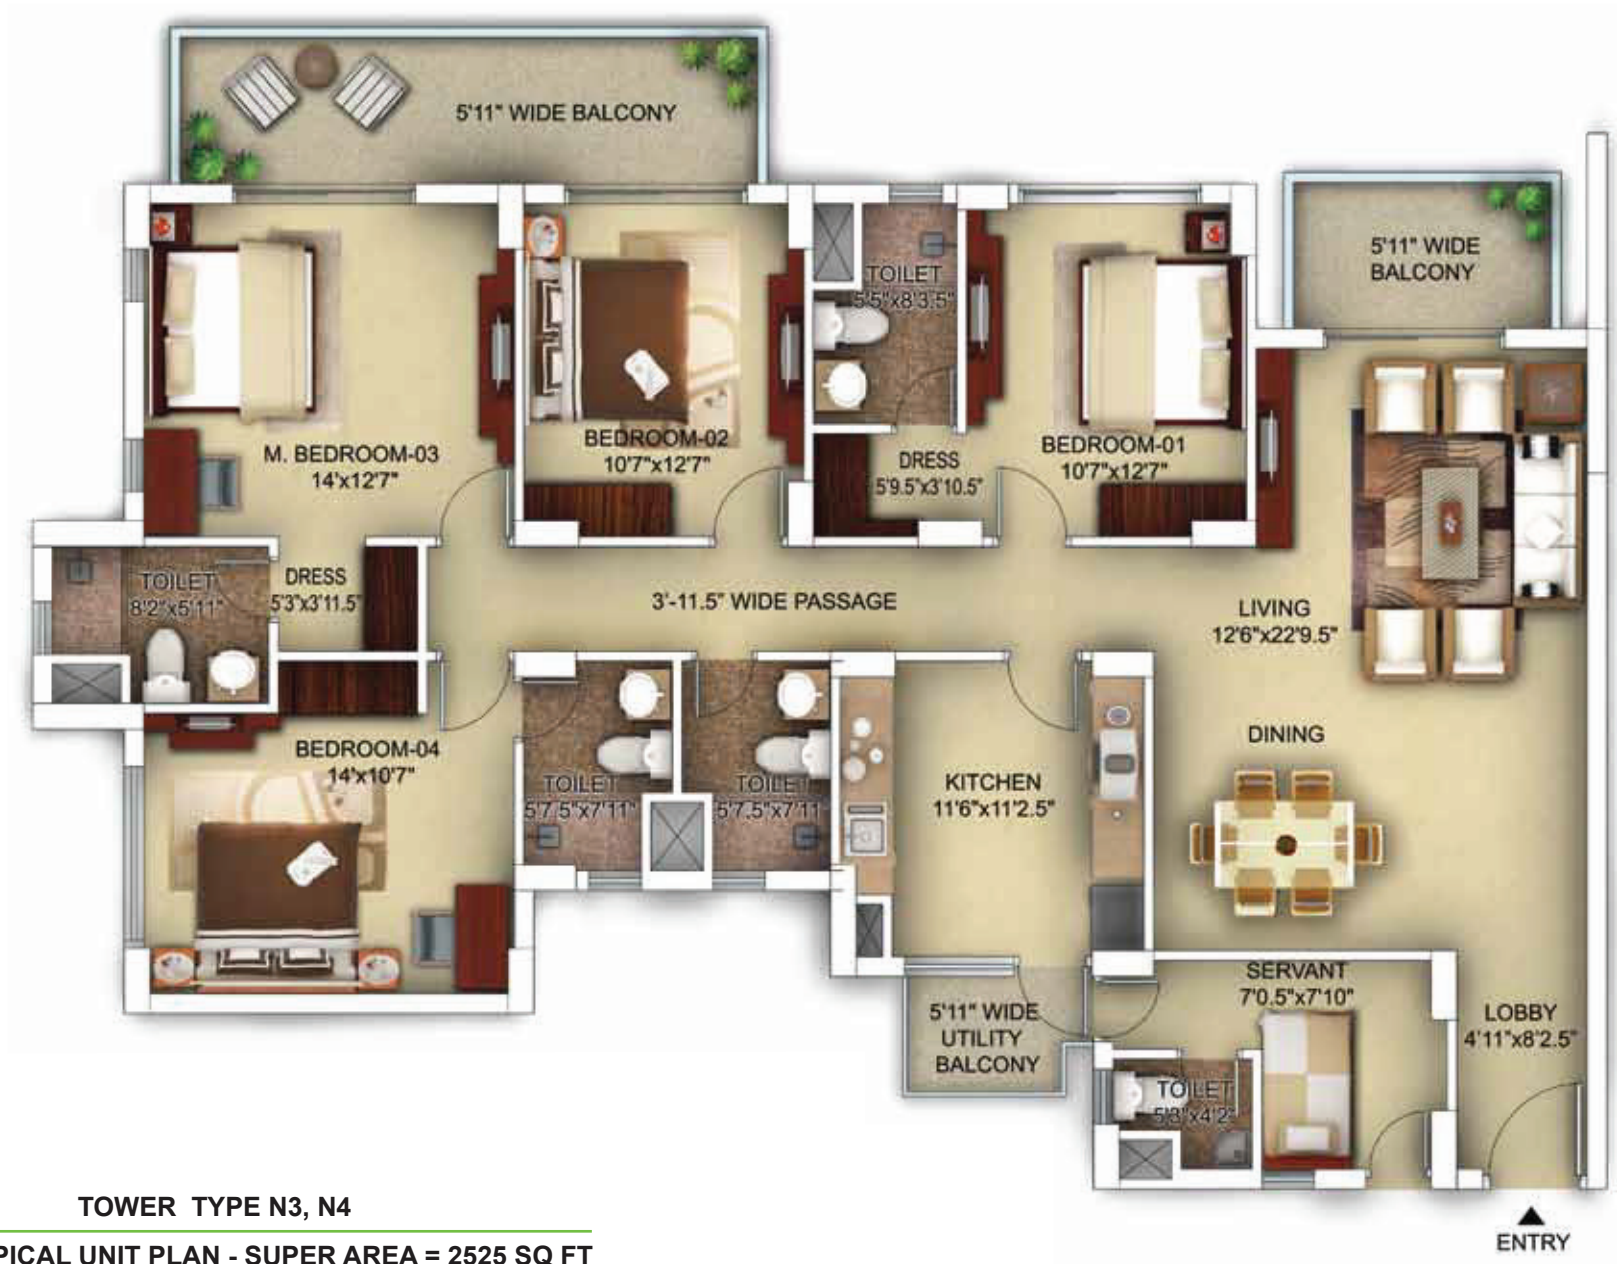 5'11" WIDE BALCONY
5'11" WIDE
BALCONY
TOILET
5'5"x8'3.5"
M. BEDROOM-03
14'x12'7"
BEDROOM-02
10'7"x12'7"
DRESS
5'9.5"x3'10.5"
BEDROOM-01
10'7"x12'7"
TOILET
8'2"x5'11"
DRESS
5'3"x3'11.5"
3'-11.5" WIDE PASSAGE
LIVING
12'6"x22'9.5"
BEDROOM-04
14'x10'7"
TOILET
5'7.5"x7'11"
TOILET
5'7.5"x7'11"
KITCHEN
11'6"x11'2.5"
DINING
SERVANT
7'0.5"x7'10"
5'11" WIDE
UTILITY
BALCONY
LOBBY
4'11"x8'2.5"
TOILET
5'3"x4'2"
TOWER TYPE N3, N4
PICAL UNIT PLAN - SUPER AREA = 2525 SQ FT
ENTRY